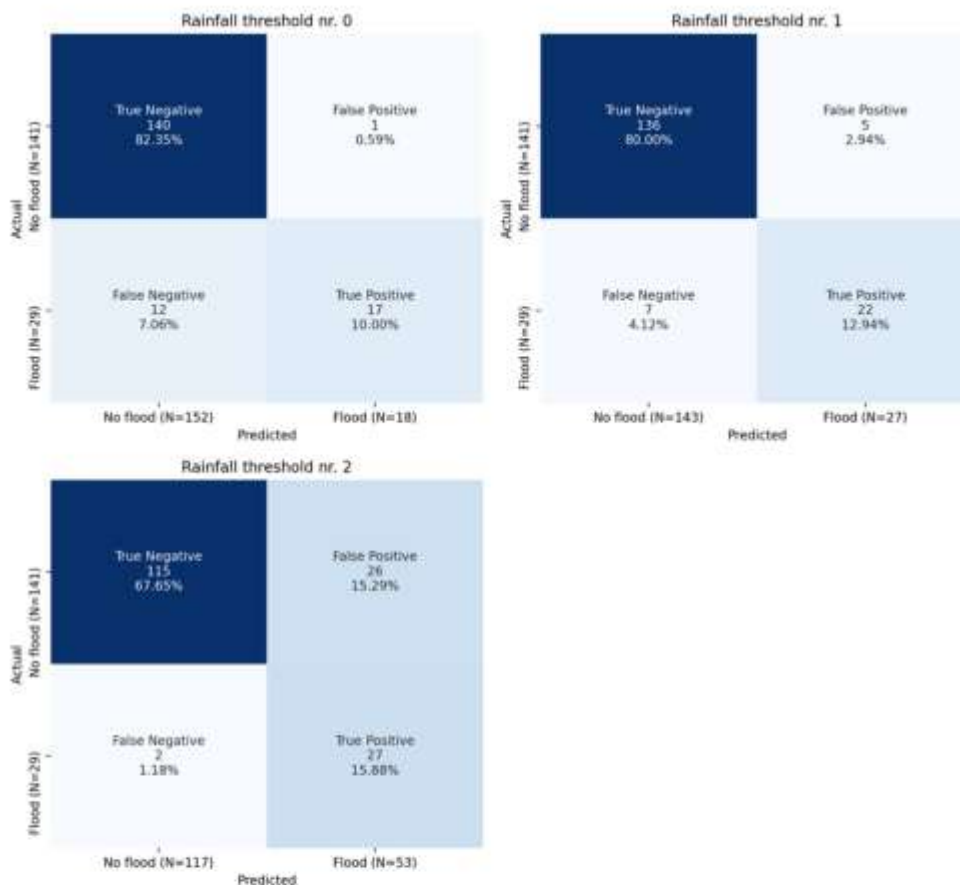 Rainfall threshold nr. 0
True Negative
140
82.35%
False Positive
1
0.59%
False Negative
12
7.06%
True Positive
17
10.00%
Actual
No flood (N=141)
Flood (N=29)
No flood (N=152)
Flood (N=18)
Predicted
Rainfall threshold nr. 1
True Negative
136
80.00%
False Positive
5
2.94%
False Negative
7
4.12%
True Positive
22
12.94%
Actual
No flood (N=141)
Flood (N=29)
No flood (N=143)
Flood (N=27)
Predicted
Rainfall threshold nr. 2
True Negative
115
67.65%
False Positive
26
15.29%
False Negative
2
1.18%
True Positive
27
15.88%
Actual
No flood (N=141)
Flood (N=29)
No flood (N=117)
Flood (N=53)
Predicted